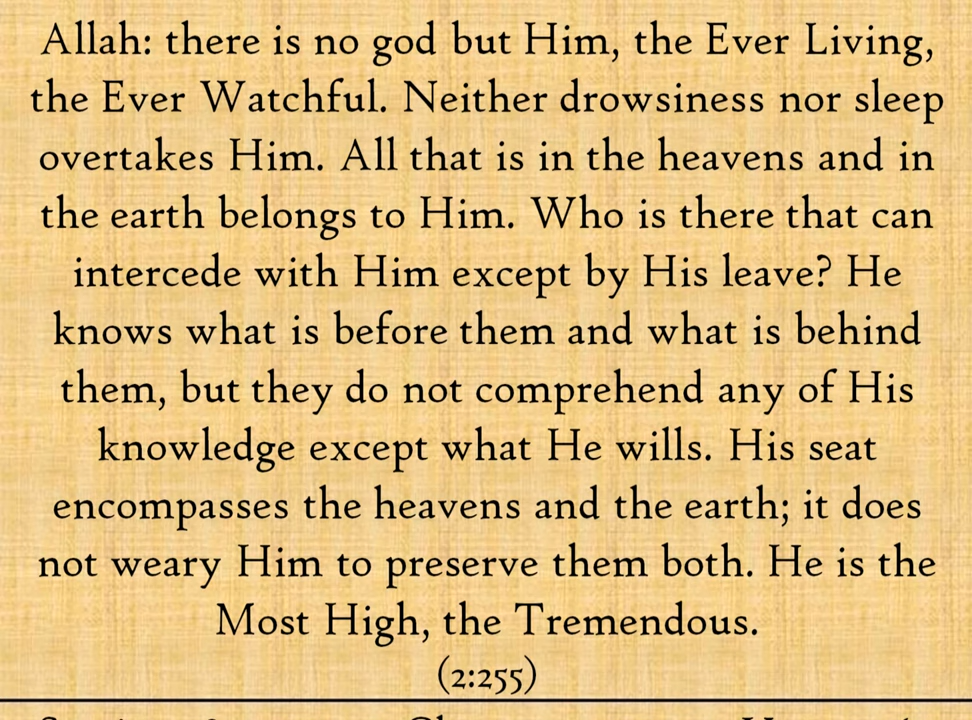 Allah: there is no god but Him, the Ever Living,
the Ever Watchful. Neither drowsiness nor sleep
overtakes Him. All that is in the heavens and in
the earth belongs to Him. Who is there that can
intercede with Him except by His leave? He
knows what is before them and what is behind
them, but they do not comprehend any of His
knowledge except what He wills. His seat
encompasses the heavens and the earth; it does
not weary Him to preserve them both. He is the
Most High, the Tremendous.
(2:255)